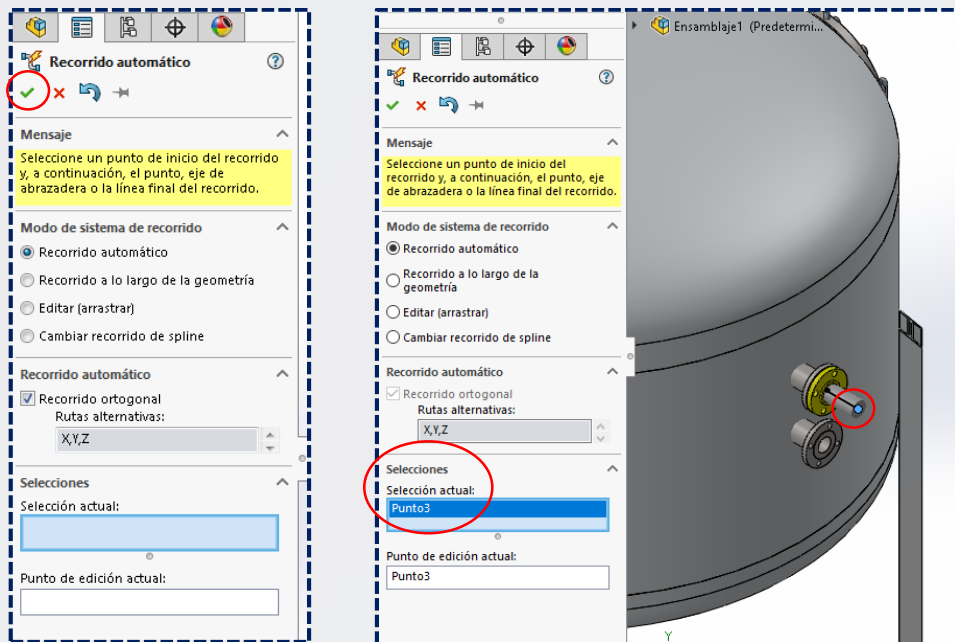 Recorrido automático
Mensaje
Seleccione un punto de inicio del recorrido
y, a continuación, el punto, eje de
abrazadera o la línea final del recorrido.
Modo de sistema de recorrido
Recorrido automático
Recorrido a lo largo de la geometría
Editar (arrastrar)
Cambiar recorrido de spline
Recorrido automático
Recorrido ortogonal
Rutas alternativas:
X,Y,Z
Selecciones
Selección actual:
Punto de edición actual:
Recorrido automático
Mensaje
Seleccione un punto de inicio del
recorrido y, a continuación, el punto, eje
de abrazadera o la línea final del recorrido.
Modo de sistema de recorrido
Recorrido automático
Recorrido a lo largo de la
geometría
Editar (arrastrar)
Cambiar recorrido de spline
Recorrido automático
Recorrido ortogonal
Rutas alternativas:
X,Y,Z
Selecciones
Selección actual:
Punto3
Punto de edición actual:
Punto3
Ensamblaje1 (Predetermi...
Y